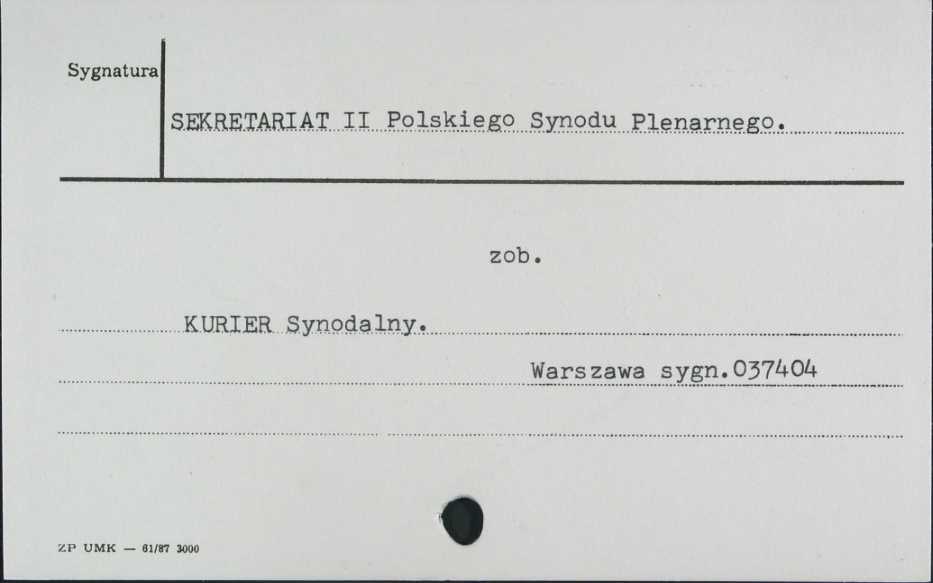 Sygnatura
SEKRETARIAT II Polskiego Synodu Plenarnego.
zob.
KURIER Synodalny.
Warszawa sygn.037404
ZP UMK — 61/87 3000